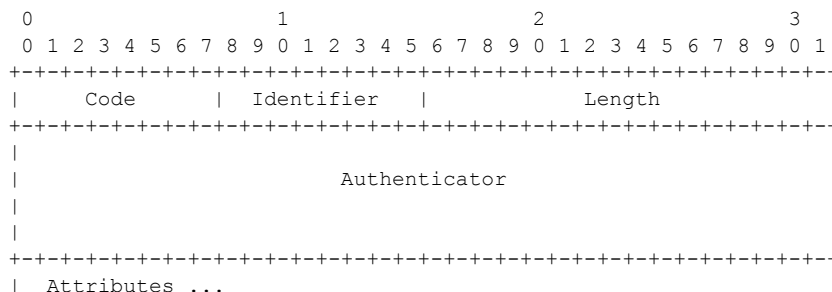 0                   1                   2                   3
 0 1 2 3 4 5 6 7 8 9 0 1 2 3 4 5 6 7 8 9 0 1 2 3 4 5 6 7 8 9 0 1
+-+-+-+-+-+-+-+-+-+-+-+-+-+-+-+-+-+-+-+-+-+-+-+-+-+-+-+-+-+-+-+--
|     Code      |  Identifier   |            Length
+-+-+-+-+-+-+-+-+-+-+-+-+-+-+-+-+-+-+-+-+-+-+-+-+-+-+-+-+-+-+-+--
|
|                         Authenticator
|
|
+-+-+-+-+-+-+-+-+-+-+-+-+-+-+-+-+-+-+-+-+-+-+-+-+-+-+-+-+-+-+-+--
|  Attributes ...